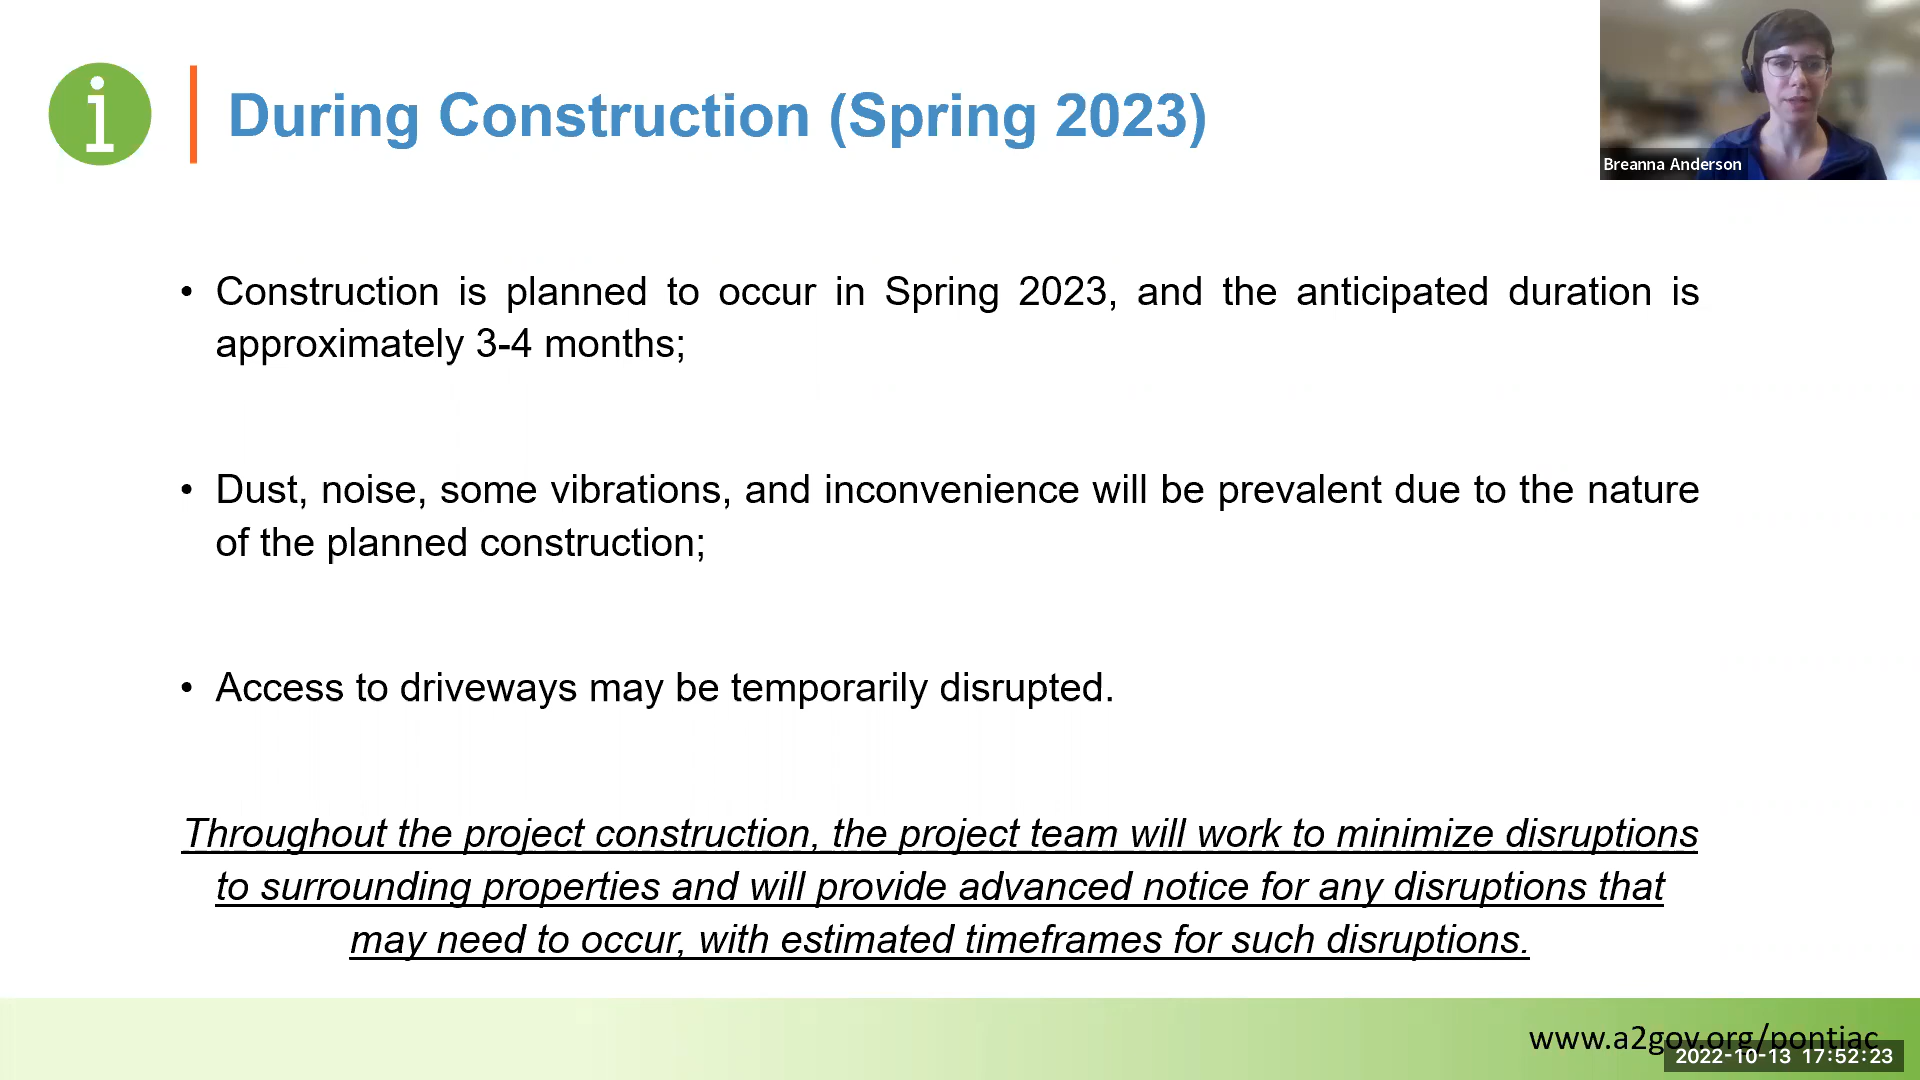 i
During Construction (Spring 2023)
Breanna Anderson
• Construction is planned to occur in Spring 2023, and the anticipated duration is
approximately 3-4 months;
• Dust, noise, some vibrations, and inconvenience will be prevalent due to the nature
of the planned construction;
• Access to driveways may be temporarily disrupted.
Throughout the project construction, the project team will work to minimize disruptions
to surrounding properties and will provide advanced notice for any disruptions that
may need to occur, with estimated timeframes for such disruptions.
www.a2gov.org/pontiac
2022-10-13 17:52:23